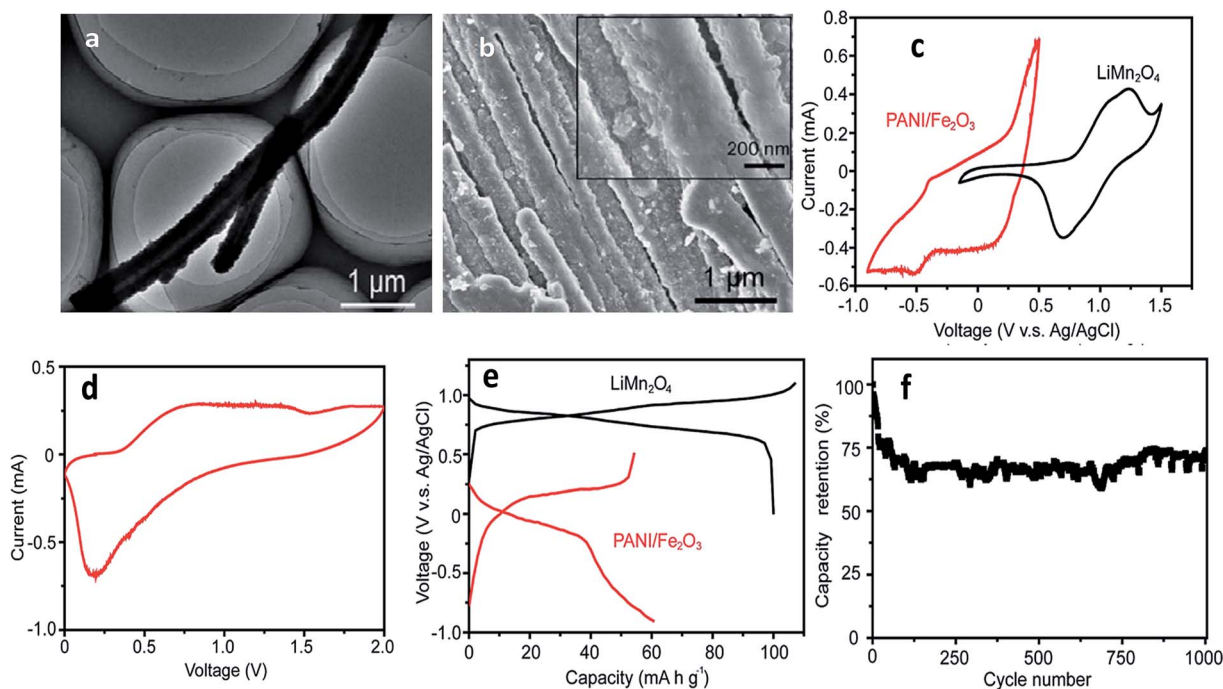 a
1 µm
b
200 nm
1 µm
c
LiMn₂O₄
PANI/Fe₂O₃
Current (mA)
0.8
0.6
0.4
0.2
0
-0.2
-0.4
-0.6
-1.0 -0.5 0 0.5 1.0 1.5
Voltage (V v.s. Ag/AgCl)
d
Current (mA)
0.5
0
-0.5
-1.0
0 0.5 1.0 1.5 2.0
Voltage (V)
e
LiMn₂O₄
PANI/Fe₂O₃
Voltage (V v.s. Ag/AgCl)
1.0
0.5
0
-0.5
-1.0
0 20 40 60 80 100
Capacity (mA h g⁻¹)
f
Capacity retention (%)
100
75
50
25
0
0 250 500 750 1000
Cycle number